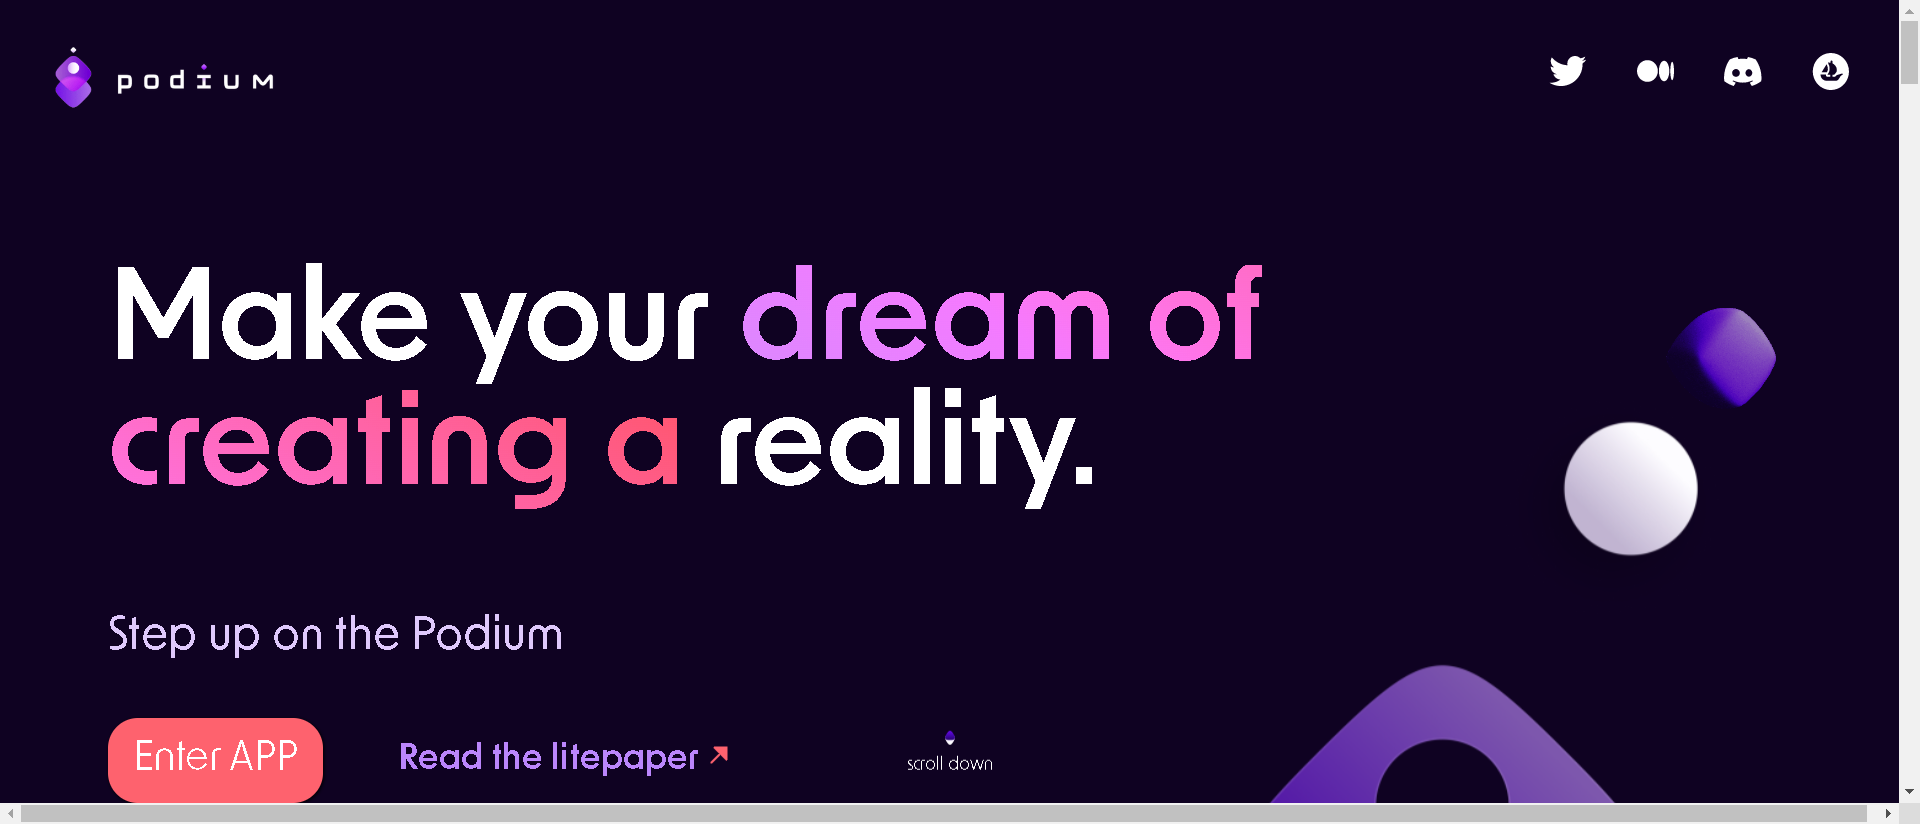 podium
Make your dream of
creating a reality.
Step up on the Podium
Enter APP
Read the litepaper
scroll down